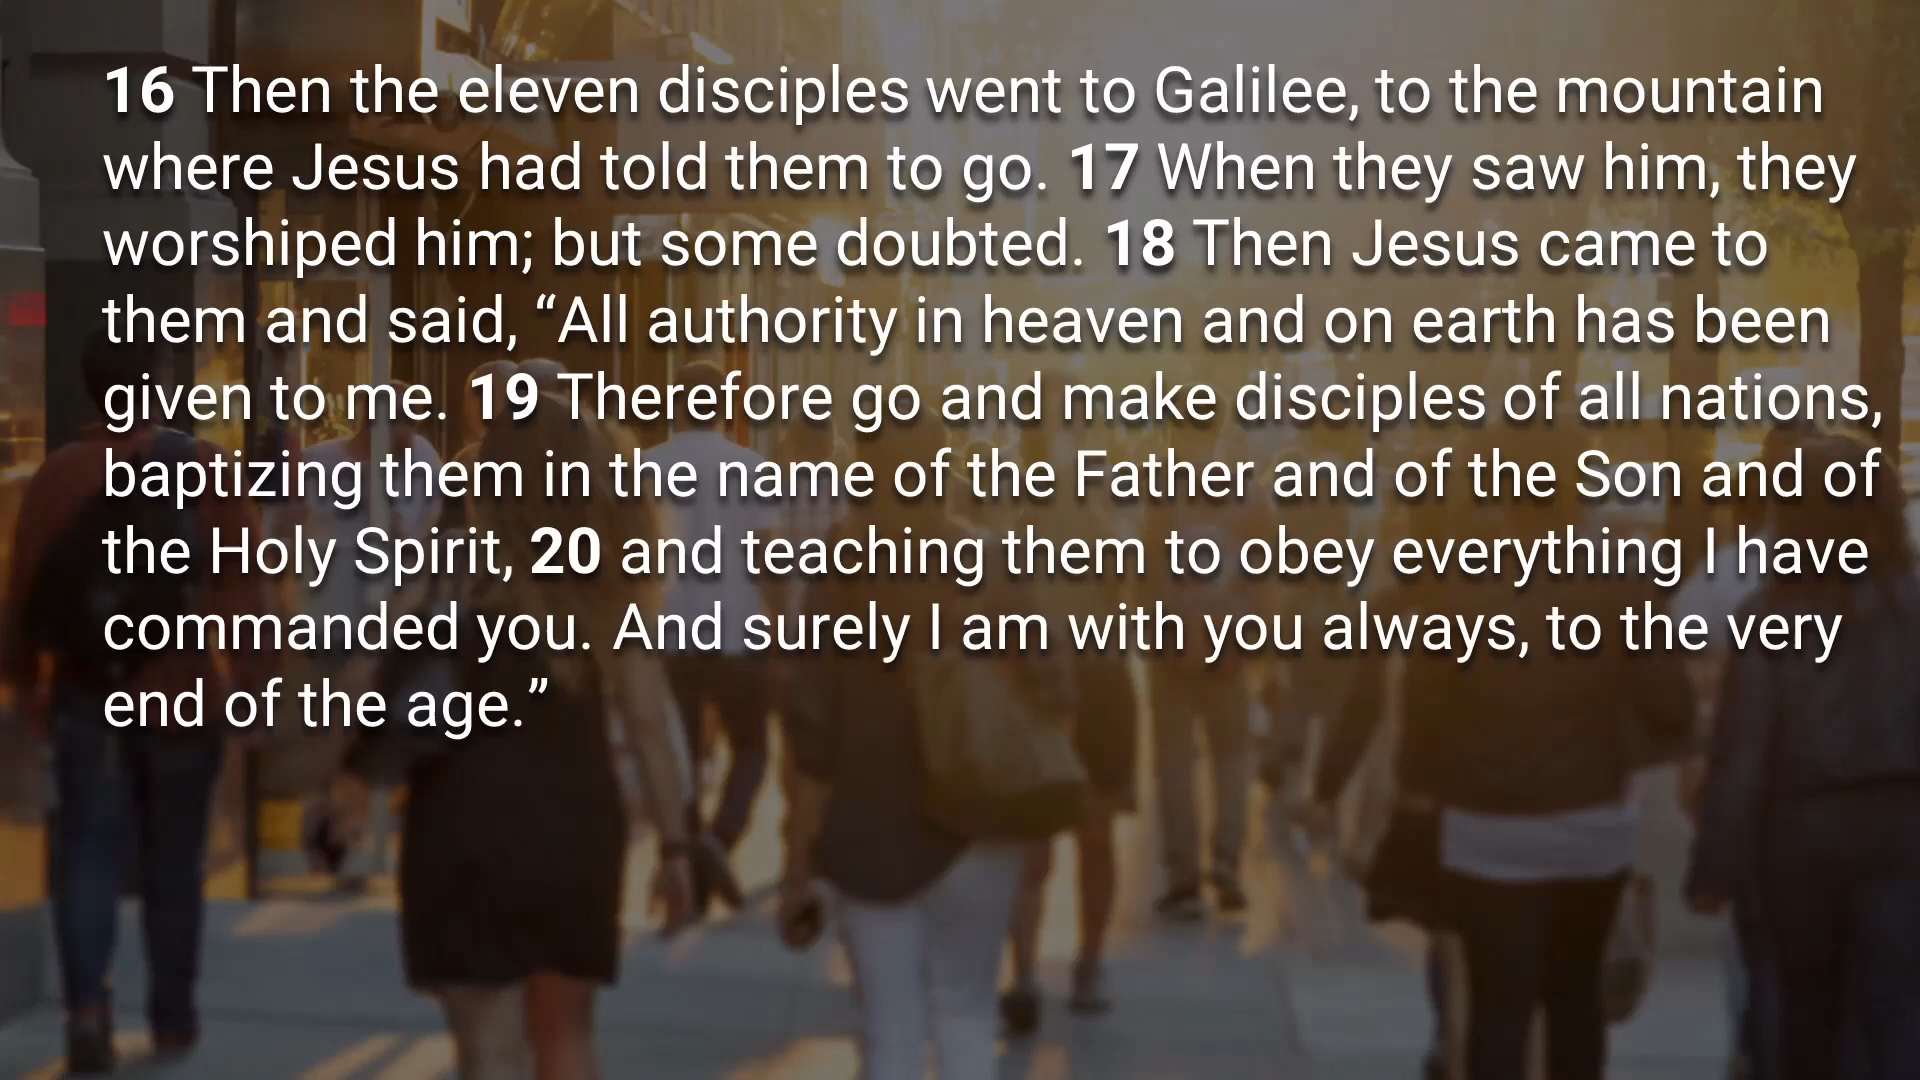 16 Then the eleven disciples went to Galilee, to the mountain
where Jesus had told them to go. 17 When they saw him, they
worshiped him; but some doubted. 18 Then Jesus came to
them and said, “All authority in heaven and on earth has been
given to me. 19 Therefore go and make disciples of all nations,
baptizing them in the name of the Father and of the Son and of
the Holy Spirit, 20 and teaching them to obey everything I have
commanded you. And surely I am with you always, to the very
end of the age.”